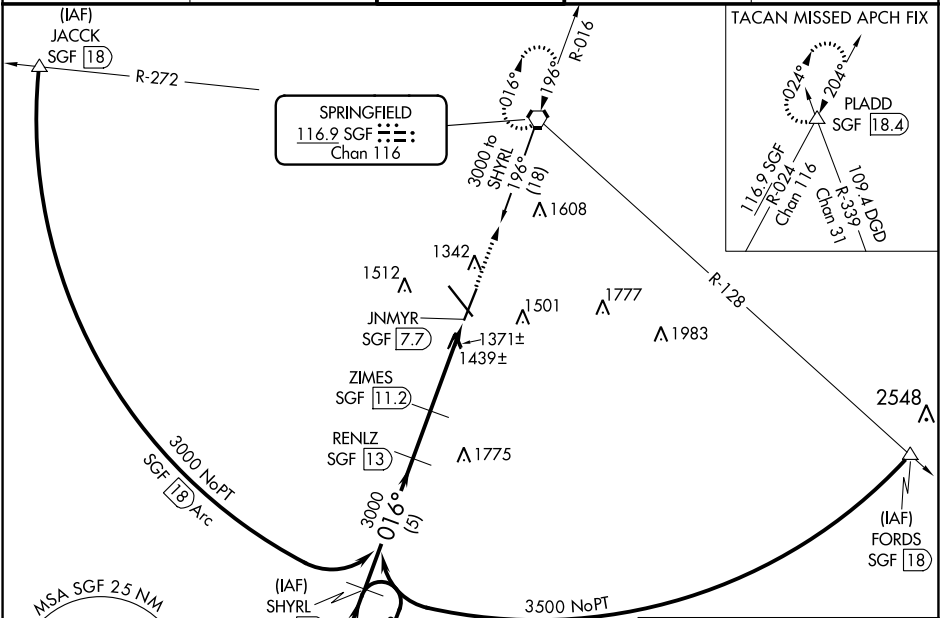 (IAF)
JACCK
SGF 18
R-272
SPRINGFIELD
116.9 SGF
Chan 116
016°
196°
R-016
3000 to
SHYRL
196°
(18)
TACAN MISSED APCH FIX
024°
204°
PLADD
SGF 18.4
116.9 SGF
R-024
Chan 116
109.4 DGD
R-339
Chan 31
1608
1342
1512
JNMYR
SGF 7.7
1501
1777
1983
1371±
1439±
R-128
ZIMES
SGF 11.2
RENLZ
SGF 13
1775
2548
3000 NoPT
SGF 18 Arc
3000
016°
(5)
(IAF)
FORDS
SGF 18
(IAF)
SHYRL
3500 NoPT
MSA SGF 25 NM